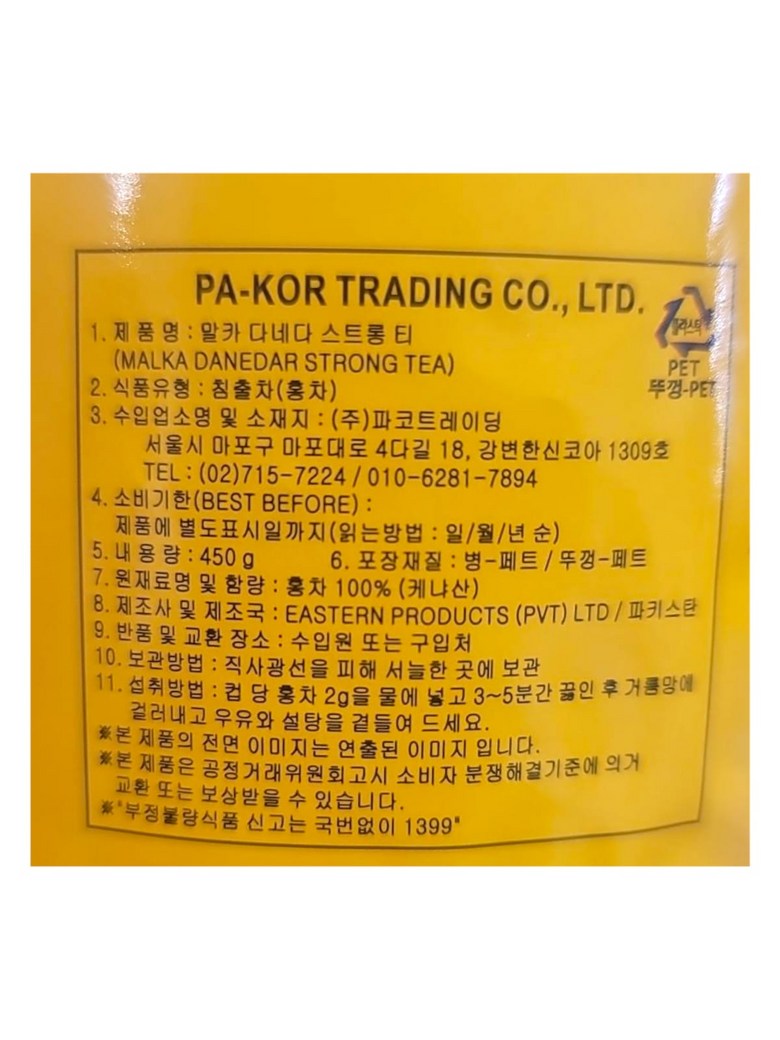 PA-KOR TRADING CO., LTD.
플라스틱
PET
뚜껑-PET
1. 제 품 명 : 말카 다네다 스트롱 티
(MALKA DANEDAR STRONG TEA)
2. 식품유형 : 침출차(홍차)
3. 수입업소명 및 소재지 : (주)파코트레이딩
서울시 마포구 마포대로 4다길 18, 강변한신코아 1309호
TEL : (02)715-7224 / 010-6281-7894
4. 소비기한(BEST BEFORE) :
제품에 별도표시일까지(읽는방법 : 일/월/년 순)
5. 내 용 량 : 450 g 6. 포장재질 : 병-페트 / 뚜껑-페트
7. 원재료명 및 함량 : 홍차 100% (케냐산)
8. 제조사 및 제조국 : EASTERN PRODUCTS (PVT) LTD / 파키스탄
9. 반품 및 교환 장소 : 수입원 또는 구입처
10. 보관방법 : 직사광선을 피해 서늘한 곳에 보관
11. 섭취방법 : 컵 당 홍차 2g을 물에 넣고 3~5분간 끓인 후 거름망에
걸러내고 우유와 설탕을 곁들여 드세요.
※본 제품의 전면 이미지는 연출된 이미지 입니다.
※본 제품은 공정거래위원회고시 소비자 분쟁해결기준에 의거
교환 또는 보상받을 수 있습니다.
※"부정불량식품 신고는 국번없이 1399"